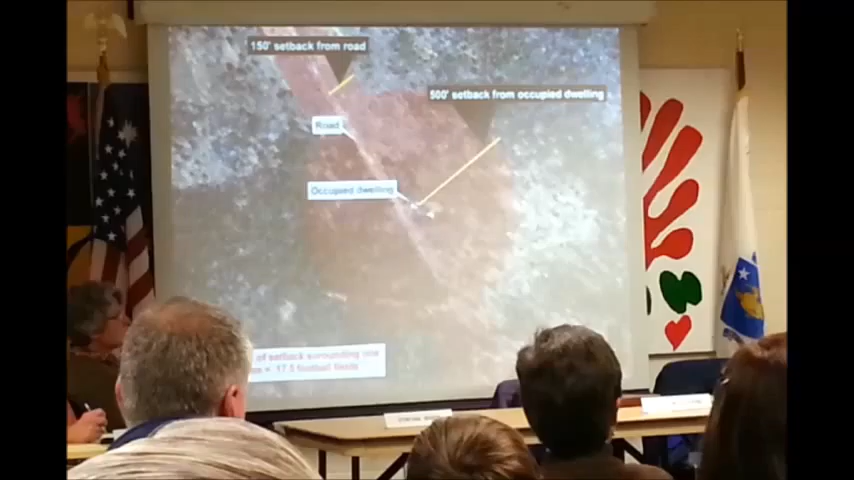 150' setback from road
500' setback from occupied dwelling
Road
Occupied dwelling
of setback surrounding one
= 17.5 football fields